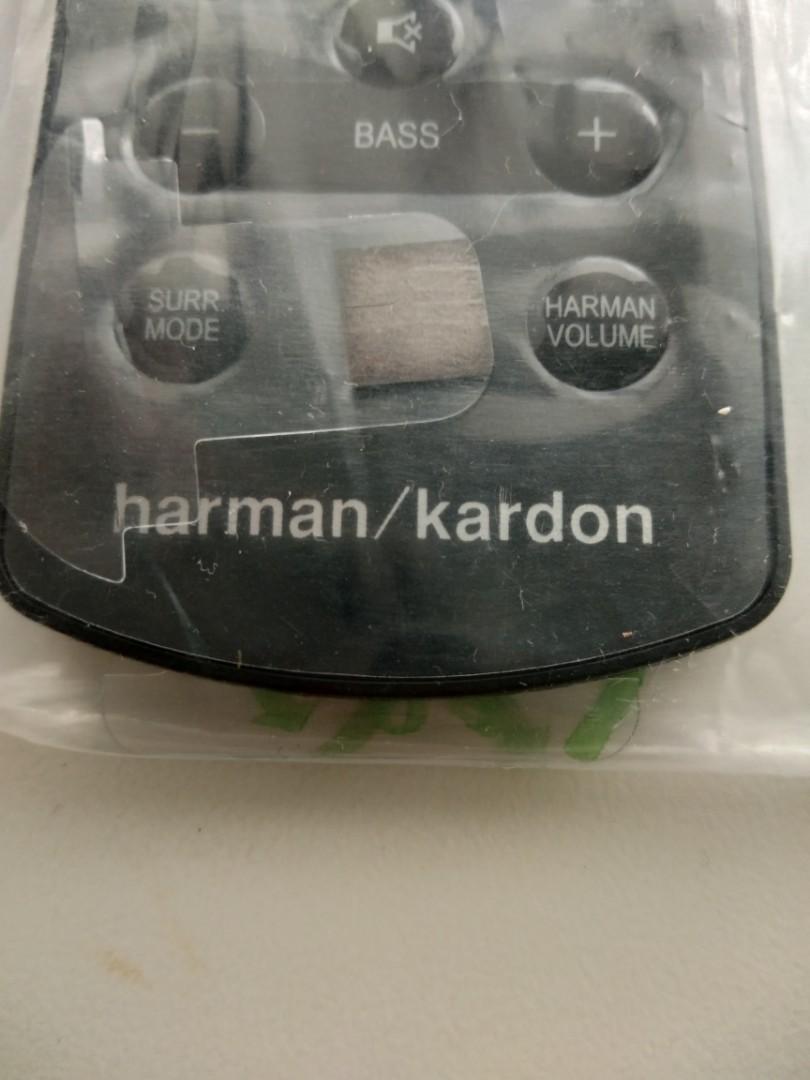 − BASS +
SURR.
MODE
HARMAN
VOLUME
harman/kardon